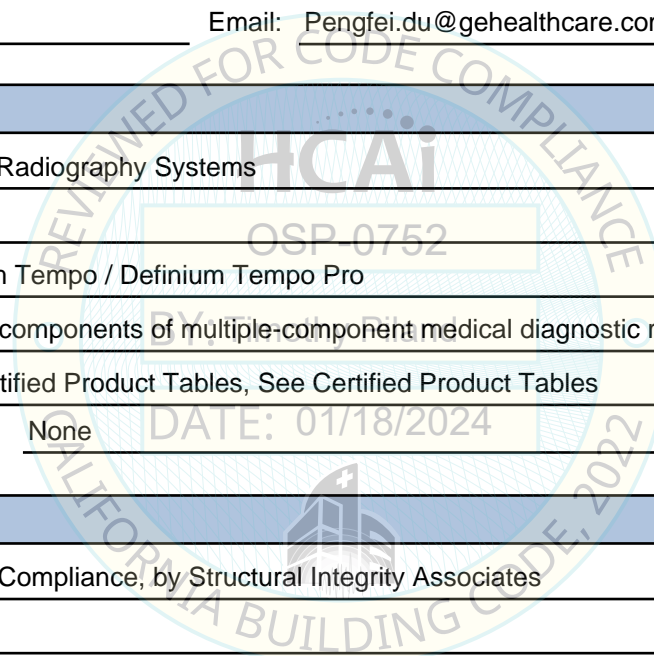 Email: Pengfei.du@gehealthcare.com
REVIEWED FOR CODE COMPLIANCE
HCAi
Radiography Systems
OSP-0752
Tempo / Definium Tempo Pro
components of multiple-component medical diagnostic
BY: Timothy Piland
tified Product Tables, See Certified Product Tables
None
DATE: 01/18/2024
Compliance, by Structural Integrity Associates
CALIFORNIA BUILDING CODE, 2022